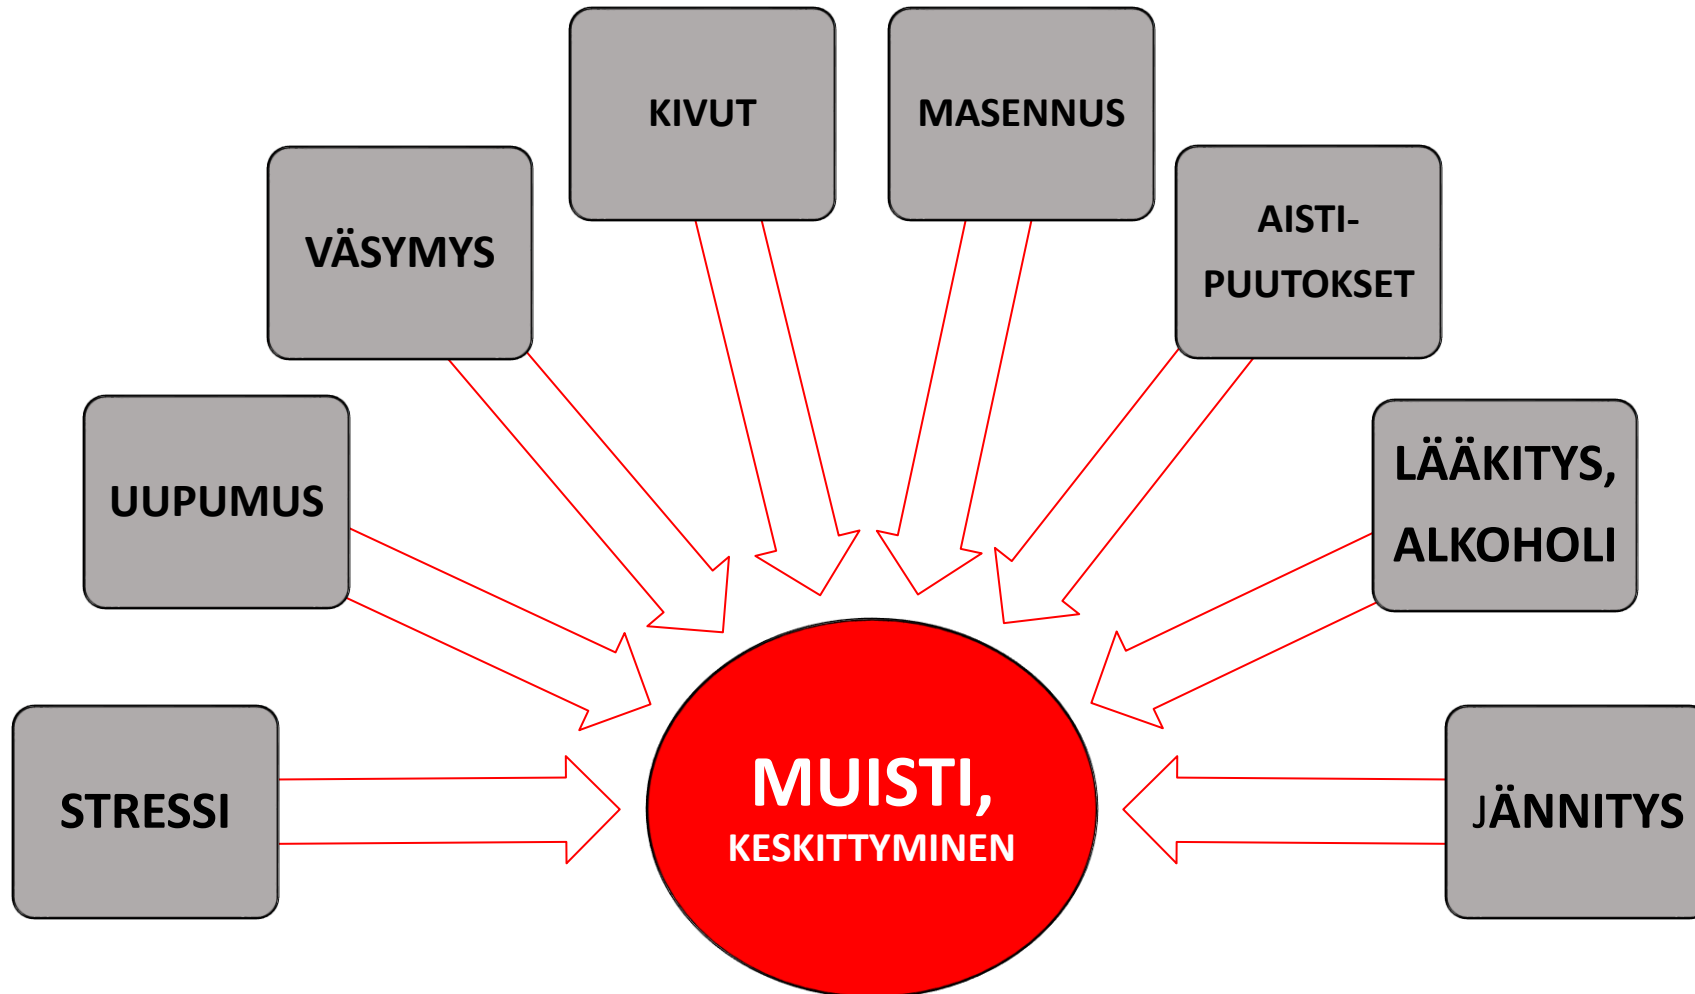 KIVUT
MASENNUS
VÄSYMYS
AISTI-
PUUTOKSET
UUPUMUS
LÄÄKITYS,
ALKOHOLI
STRESSI
MUISTI,
KESKITTYMINEN
JÄNNITYS